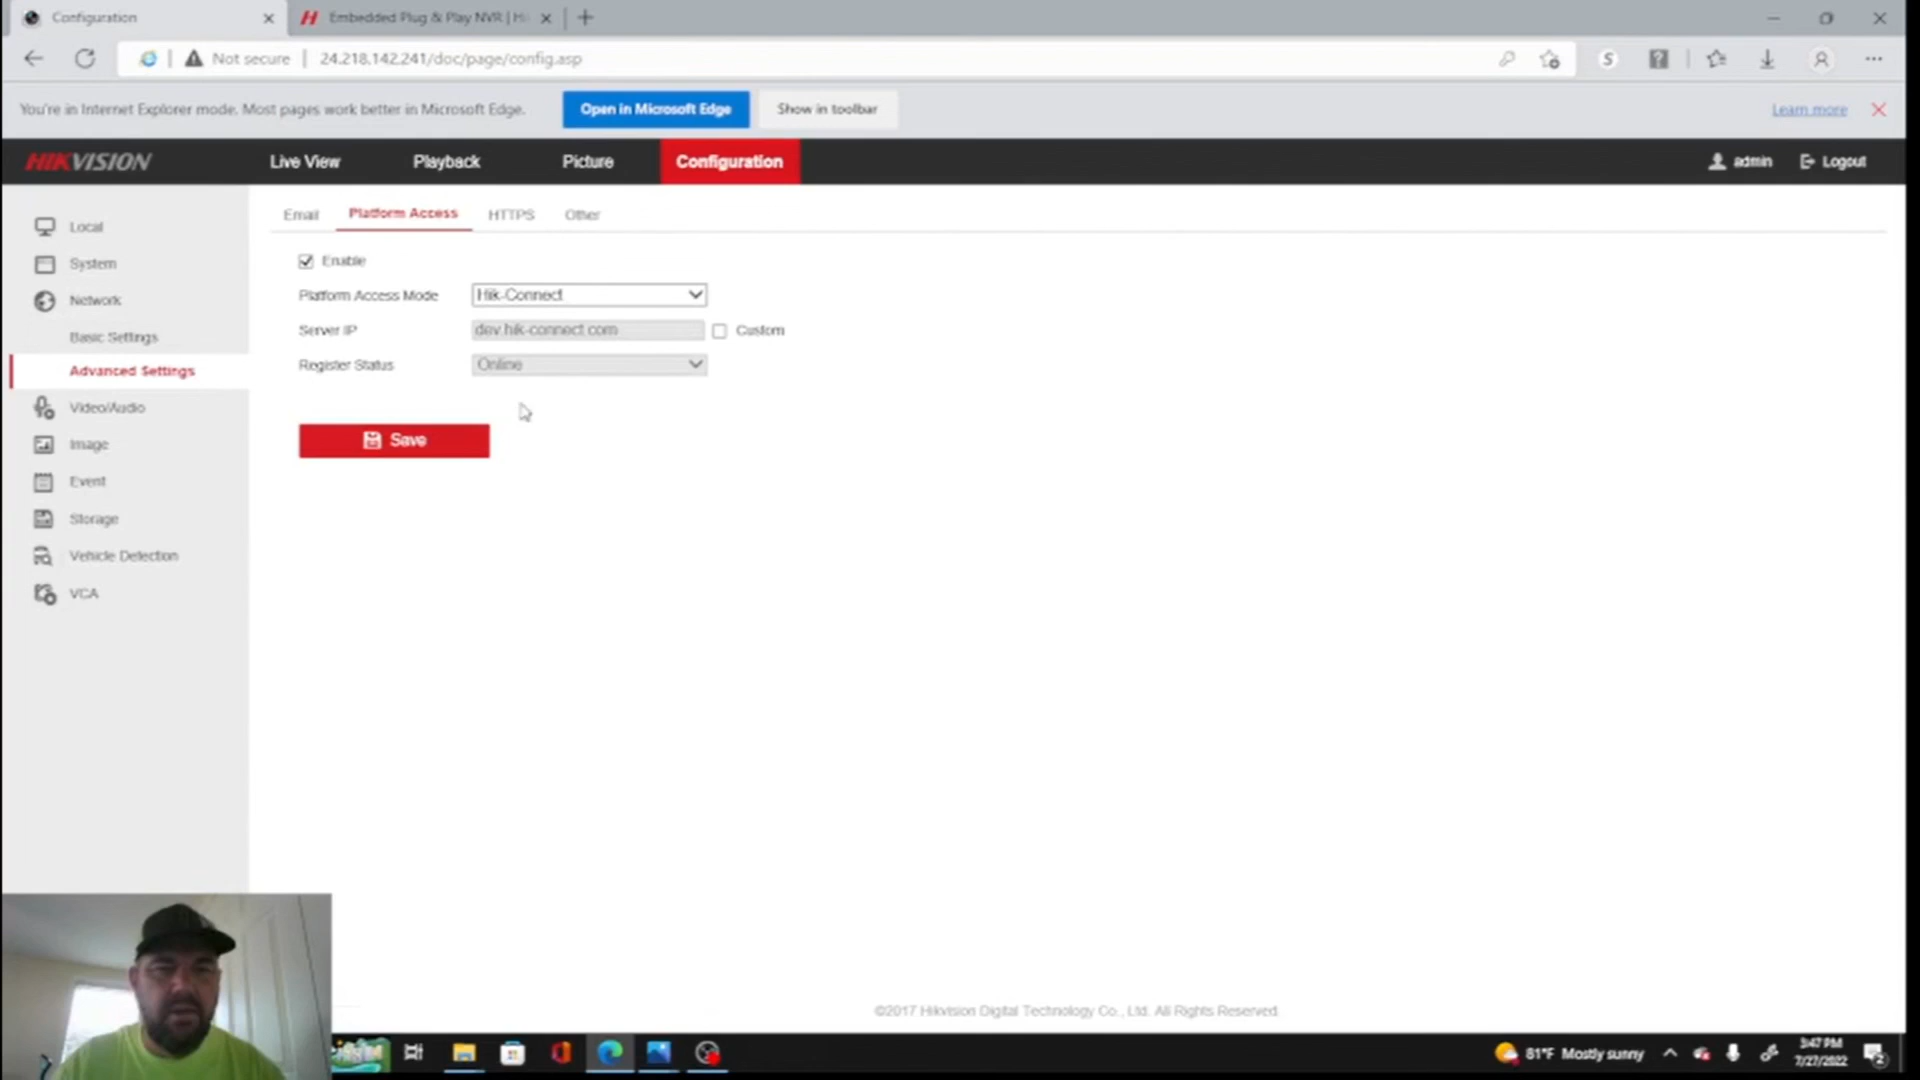 Configuration
Embedded Plug & Play NVR | Hi
Not secure
24.218.142.241/doc/page/config.asp
S
You're in Internet Explorer mode. Most pages work better in Microsoft Edge.
Open in Microsoft Edge
Show in toolbar
Learn more
HIKVISION
Live View
Playback
Picture
Configuration
admin
Logout
Local
System
Network
Basic Settings
Advanced Settings
Video/Audio
Image
Event
Storage
Vehicle Detection
VCA
Email
Platform Access
HTTPS
Other
Enable
Platform Access Mode
Hik-Connect
Server IP
dev.hik-connect.com
Custom
Register Status
Online
Save
©2017 Hikvision Digital Technology Co., Ltd. All Rights Reserved.
81°F Mostly sunny
3:47 PM
7/27/2022
2